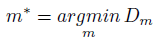 m* = argmin D_m
m